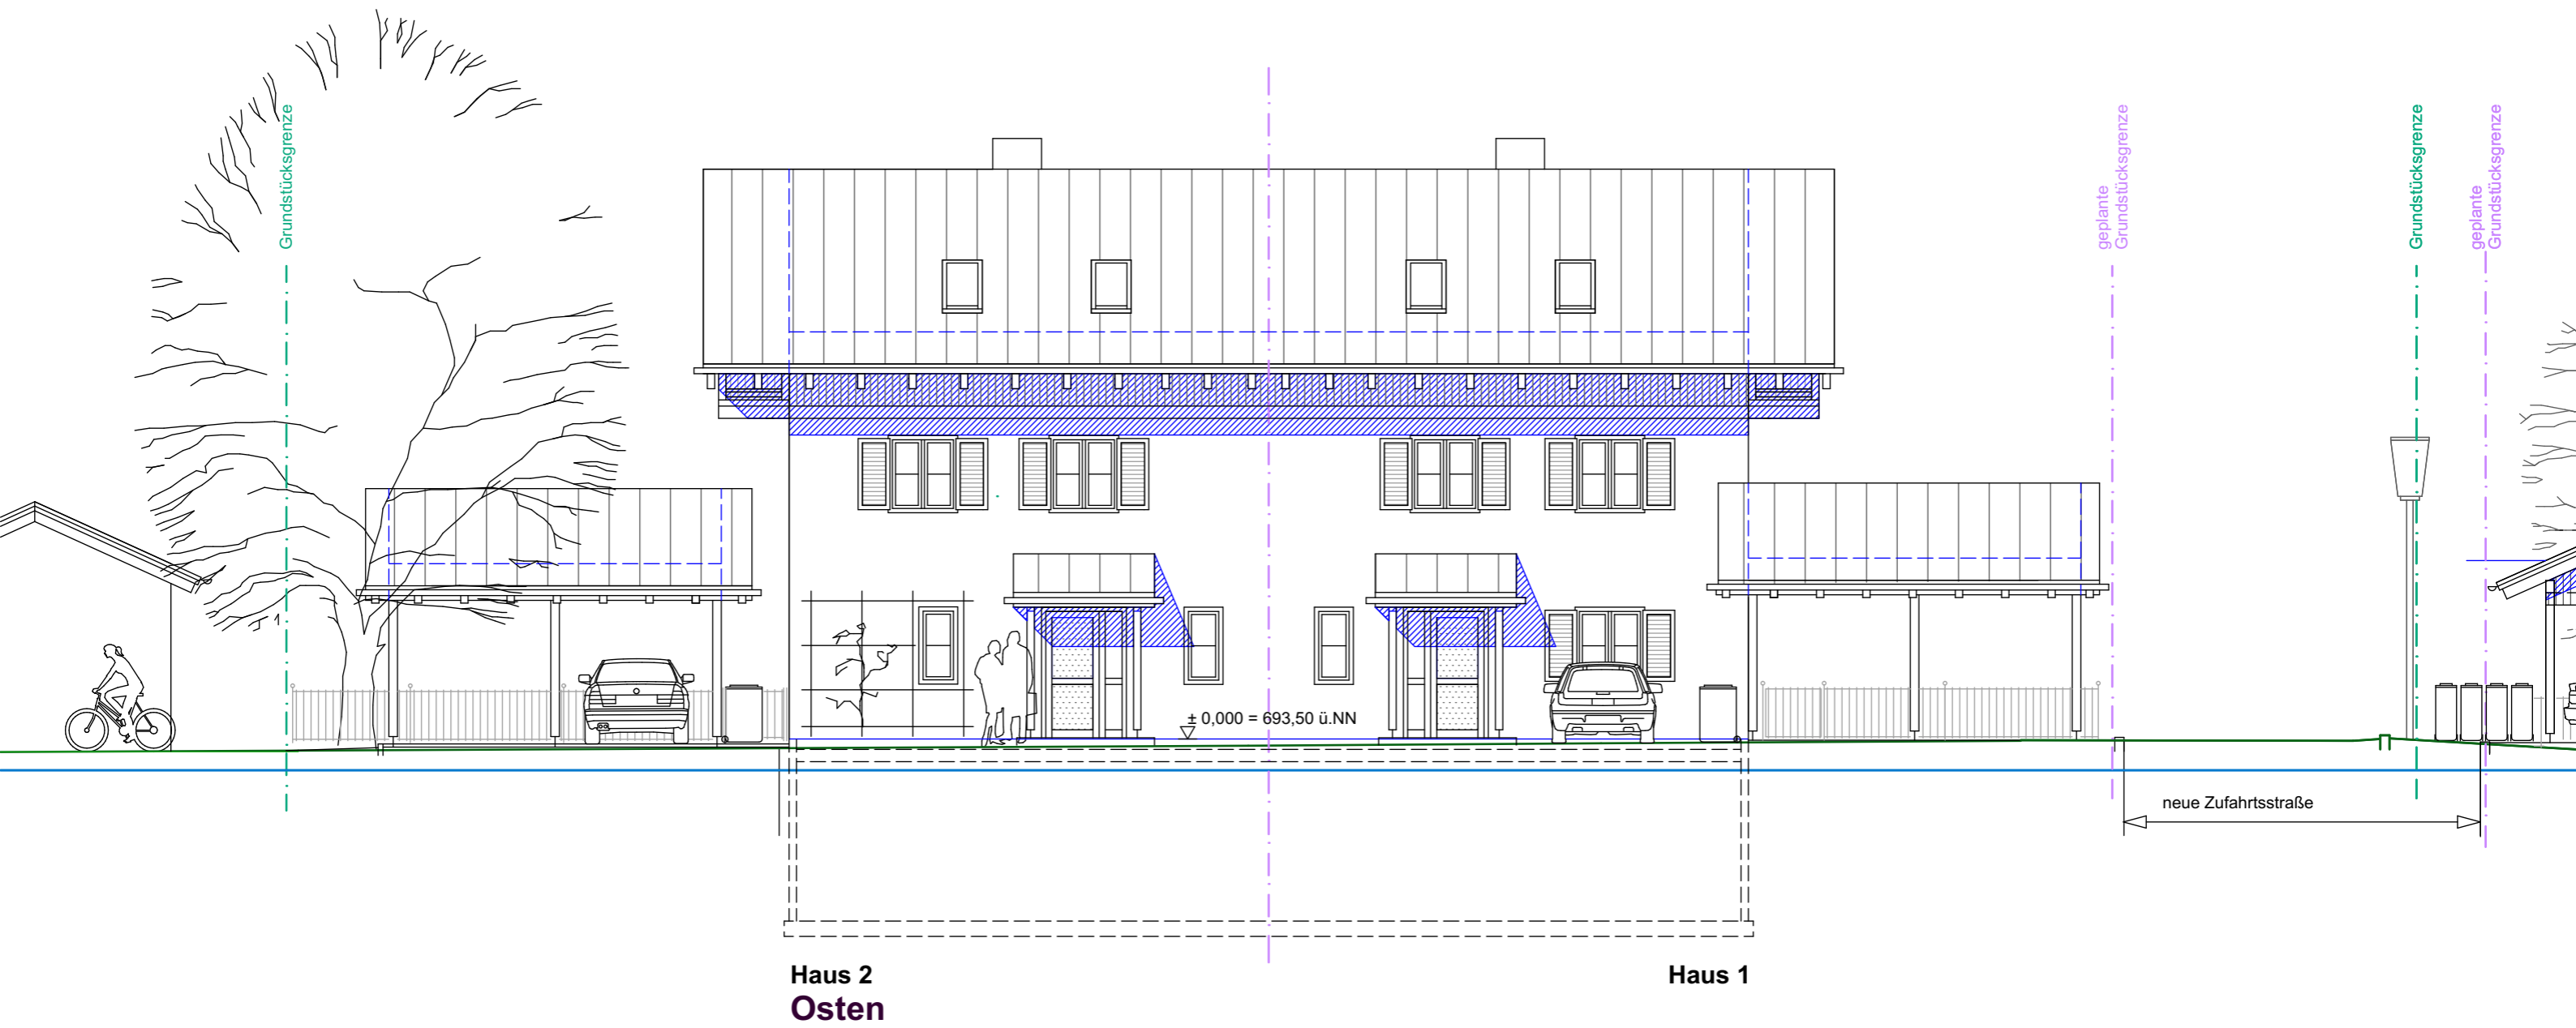 Grundstücksgrenze
geplante
Grundstücksgrenze
Grundstücksgrenze
geplante
Grundstücksgrenze
± 0,000 = 693,50 ü.NN
neue Zufahrtsstraße
Haus 2
Haus 1
Osten